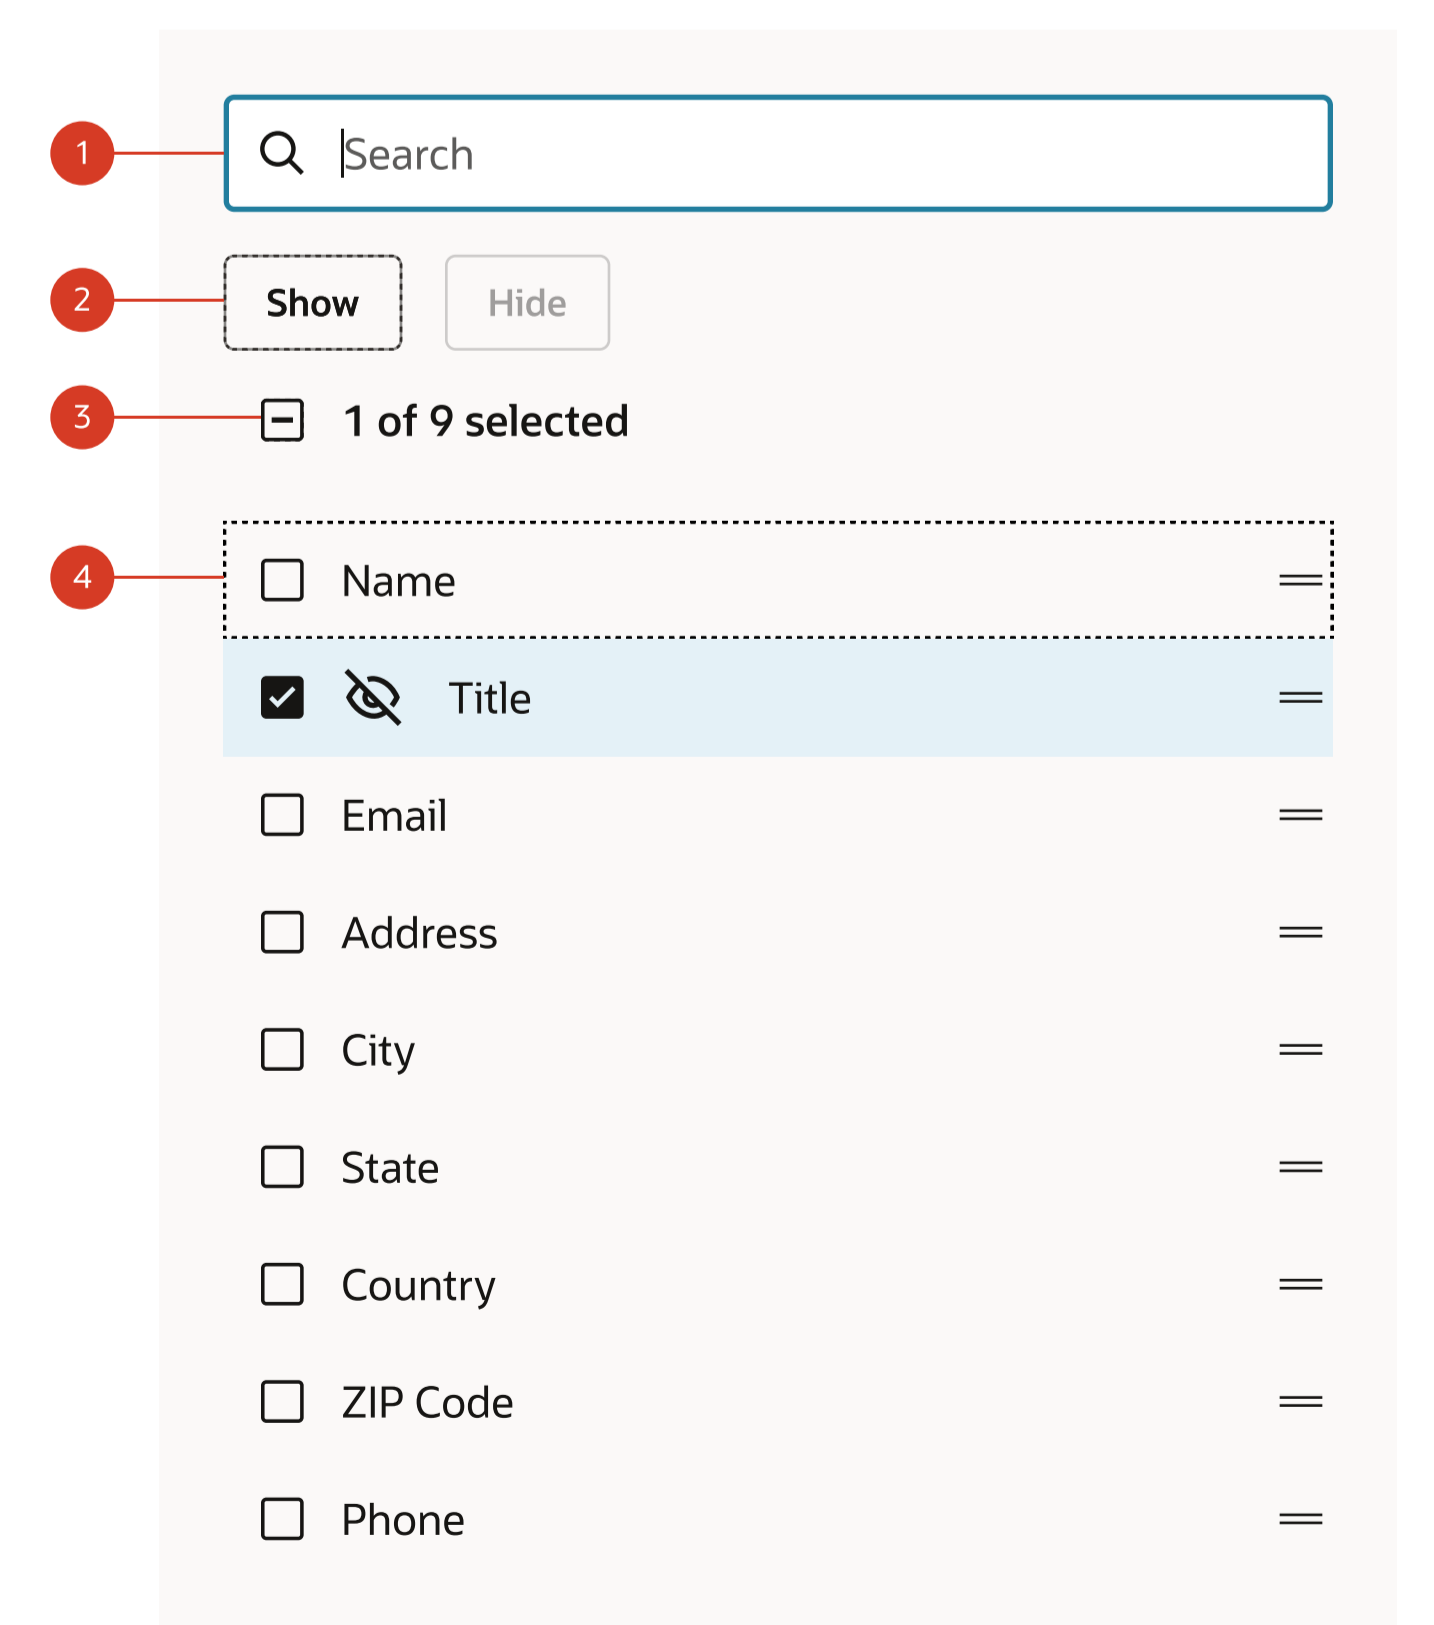 1 Search
2 Show Hide
3 1 of 9 selected
4 Name
Title
Email
Address
City
State
Country
ZIP Code
Phone